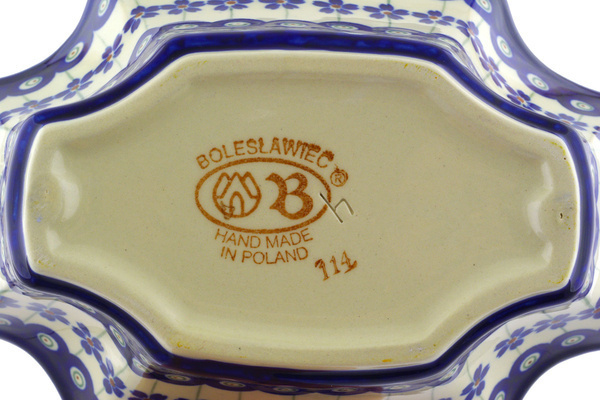 BOLESŁAWIEC®
B
HAND MADE
IN POLAND
114